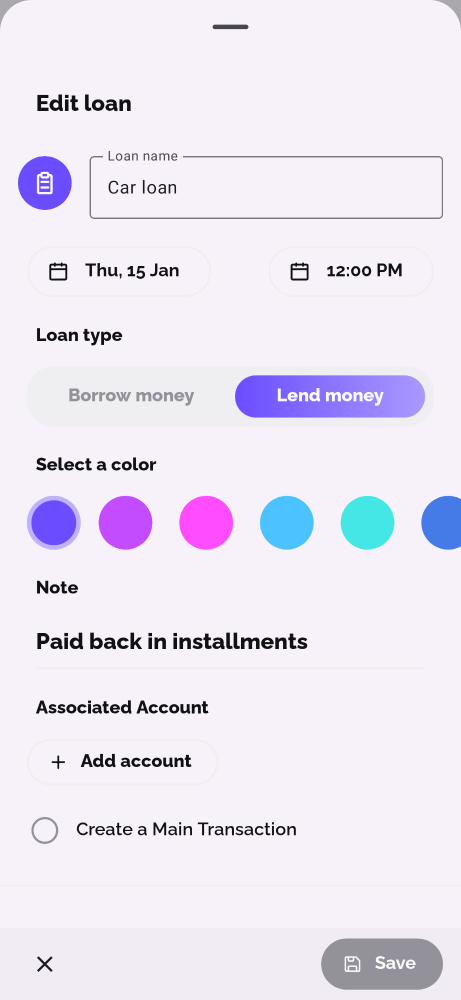 Edit loan
Loan name
Car loan
Thu, 15 Jan
12:00 PM
Loan type
Borrow money
Lend money
Select a color
Note
Paid back in installments
Associated Account
Add account
Create a Main Transaction
Save